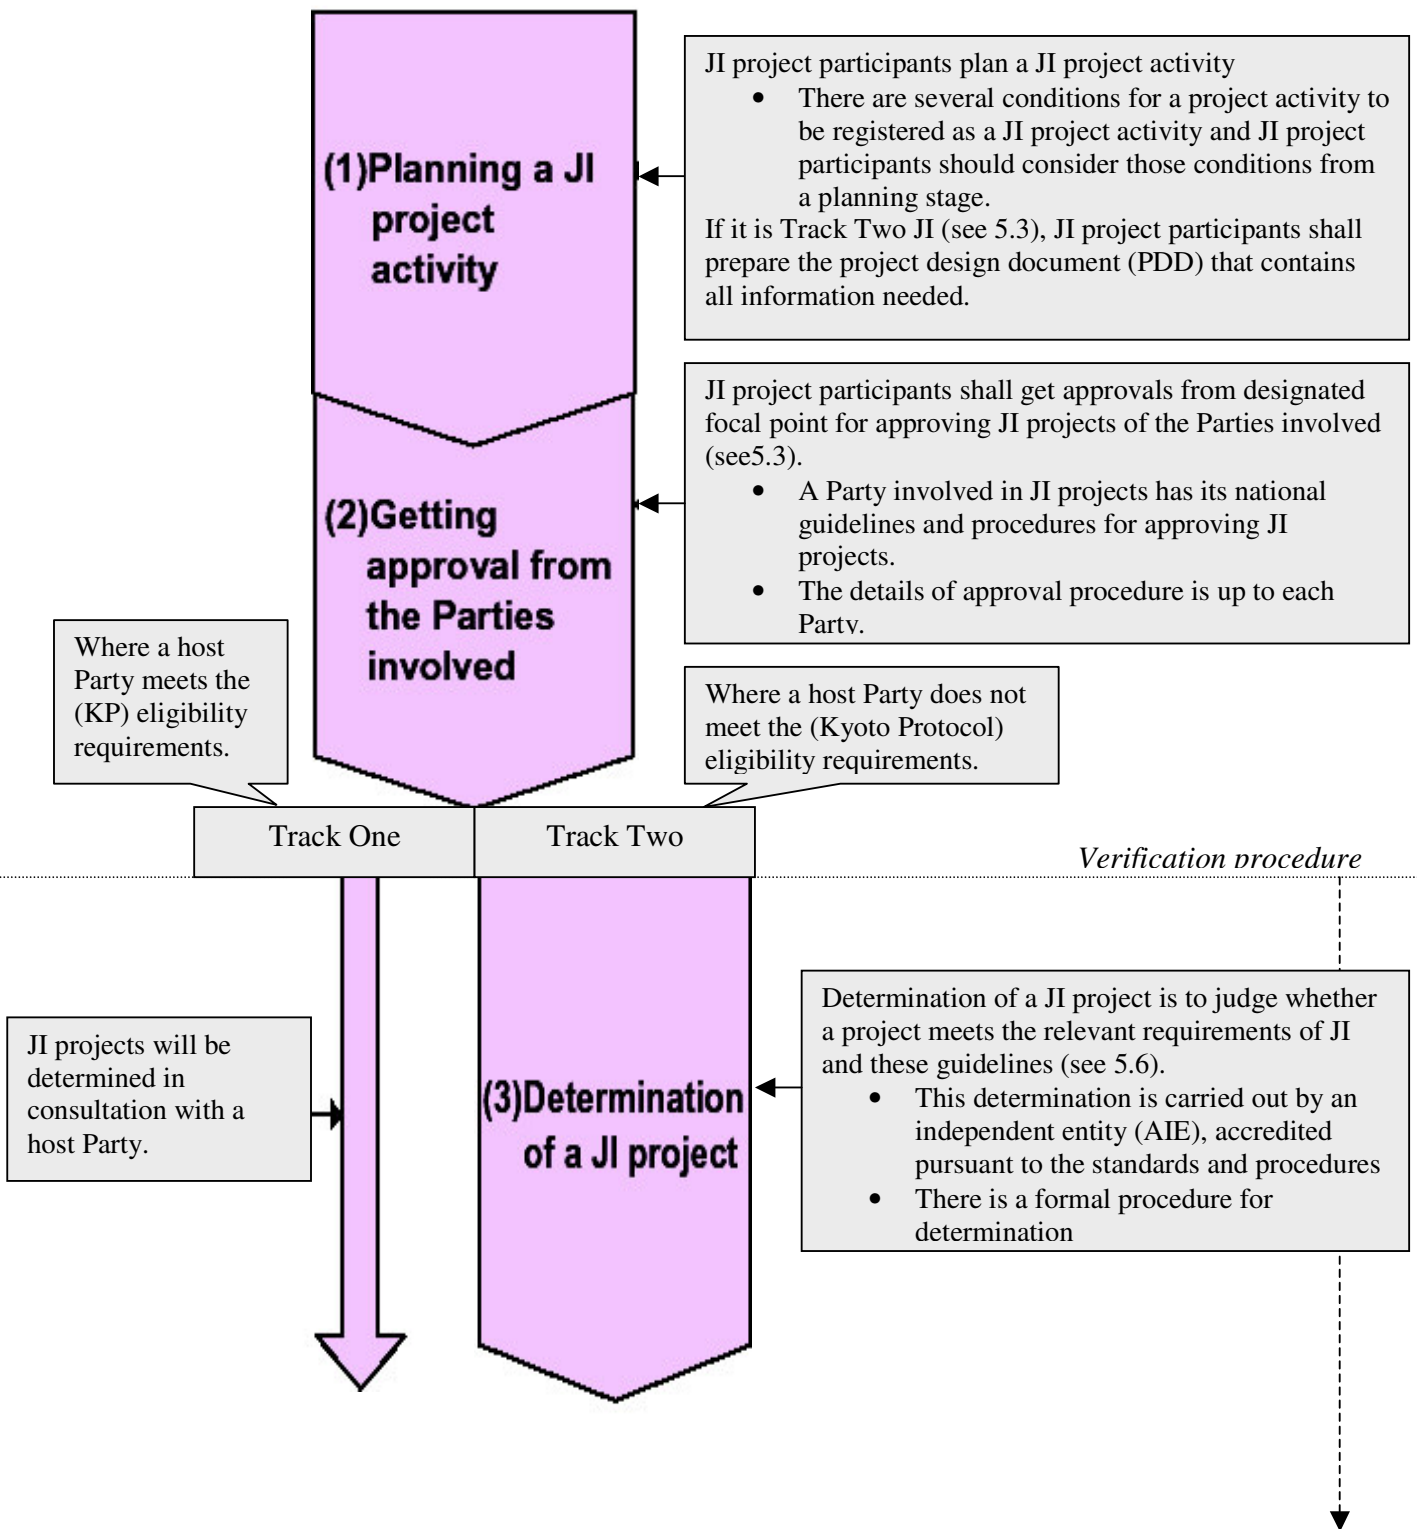 (1)Planning a JI
project
activity
JI project participants plan a JI project activity
• There are several conditions for a project activity to
be registered as a JI project activity and JI project
participants should consider those conditions from
a planning stage.
If it is Track Two JI (see 5.3), JI project participants shall
prepare the project design document (PDD) that contains
all information needed.
(2)Getting
approval from
the Parties
involved
JI project participants shall get approvals from designated
focal point for approving JI projects of the Parties involved
(see5.3).
• A Party involved in JI projects has its national
guidelines and procedures for approving JI
projects.
• The details of approval procedure is up to each
Party.
Where a host
Party meets the
(KP) eligibility
requirements.
Where a host Party does not
meet the (Kyoto Protocol)
eligibility requirements.
Track One
Track Two
Verification procedure
JI projects will be
determined in
consultation with a
host Party.
(3)Determination
of a JI project
Determination of a JI project is to judge whether
a project meets the relevant requirements of JI
and these guidelines (see 5.6).
• This determination is carried out by an
independent entity (AIE), accredited
pursuant to the standards and procedures
• There is a formal procedure for
determination